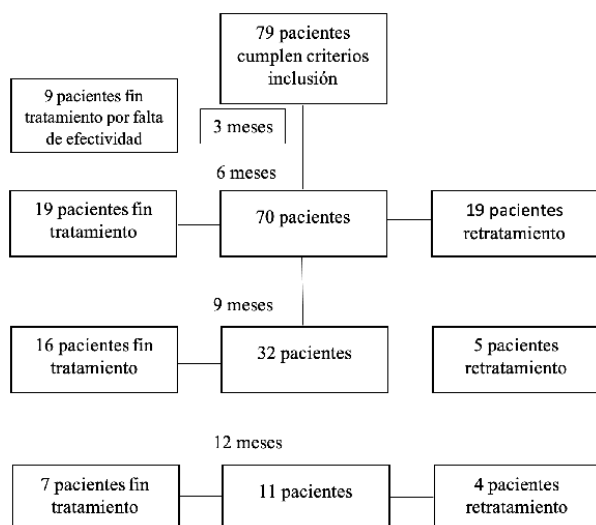 79 pacientes
cumplen criterios
inclusión
9 pacientes fin
tratamiento por falta
de efectividad
3 meses
6 meses
19 pacientes fin
tratamiento
70 pacientes
19 pacientes
retratamiento
9 meses
16 pacientes fin
tratamiento
32 pacientes
5 pacientes
retratamiento
12 meses
7 pacientes fin
tratamiento
11 pacientes
4 pacientes
retratamiento